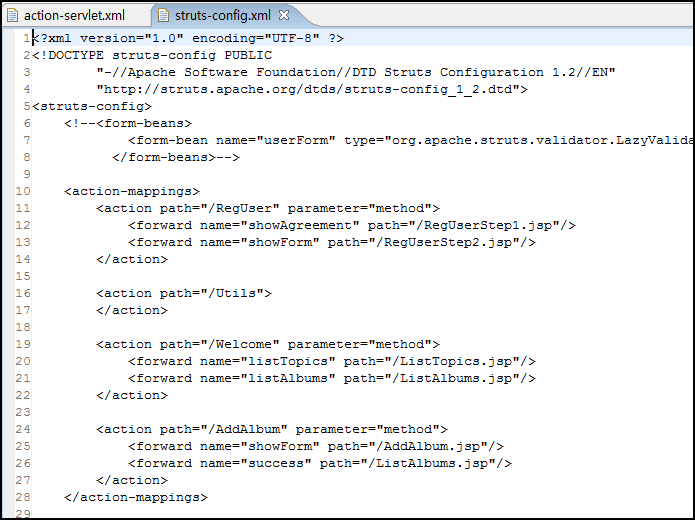 action-servlet.xml struts-config.xml
1 <?xml version="1.0" encoding="UTF-8" ?>
2 <!DOCTYPE struts-config PUBLIC
3 "-//Apache Software Foundation//DTD Struts Configuration 1.2//EN"
4 "http://struts.apache.org/dtds/struts-config_1_2.dtd">
5 <struts-config>
6 <!--<form-beans>
7 <form-bean name="userForm" type="org.apache.struts.validator.LazyValida
8 </form-beans>-->
9
10 <action-mappings>
11 <action path="/RegUser" parameter="method">
12 <forward name="showAgreement" path="/RegUserStep1.jsp"/>
13 <forward name="showForm" path="/RegUserStep2.jsp"/>
14 </action>
15
16 <action path="/Utils">
17 </action>
18
19 <action path="/Welcome" parameter="method">
20 <forward name="listTopics" path="/ListTopics.jsp"/>
21 <forward name="listAlbums" path="/ListAlbums.jsp"/>
22 </action>
23
24 <action path="/AddAlbum" parameter="method">
25 <forward name="showForm" path="/AddAlbum.jsp"/>
26 <forward name="success" path="/ListAlbums.jsp"/>
27 </action>
28 </action-mappings>
29